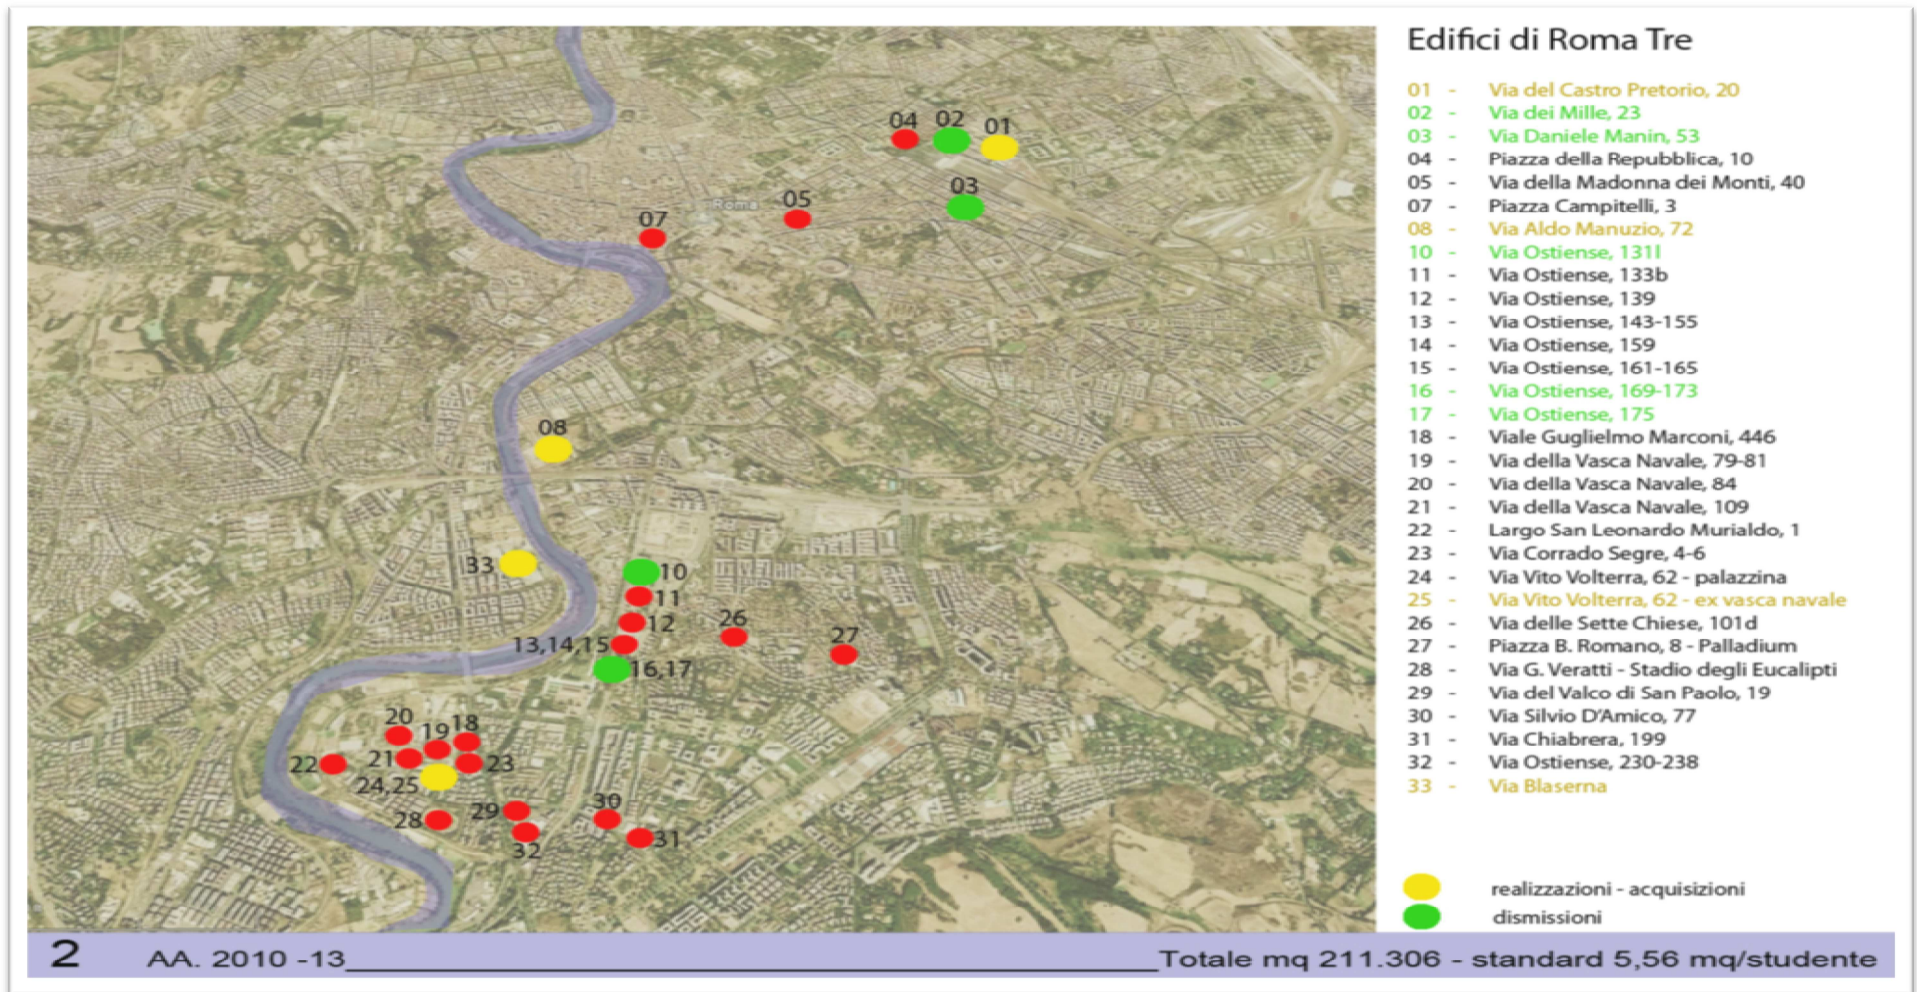 Edifici di Roma Tre
01 - Via del Castro Pretorio, 20
02 - Via dei Mille, 23
03 - Via Daniele Manin, 53
04 - Piazza della Repubblica, 10
05 - Via della Madonna dei Monti, 40
07 - Piazza Campitelli, 3
08 - Via Aldo Manuzio, 72
10 - Via Ostiense, 131l
11 - Via Ostiense, 133b
12 - Via Ostiense, 139
13 - Via Ostiense, 143-155
14 - Via Ostiense, 159
15 - Via Ostiense, 161-165
16 - Via Ostiense, 169-173
17 - Via Ostiense, 175
18 - Viale Guglielmo Marconi, 446
19 - Via della Vasca Navale, 79-81
20 - Via della Vasca Navale, 84
21 - Via della Vasca Navale, 109
22 - Largo San Leonardo Murialdo, 1
23 - Via Corrado Segre, 4-6
24 - Via Vito Volterra, 62 - palazzina
25 - Via Vito Volterra, 62 - ex vasca navale
26 - Via delle Sette Chiese, 101d
27 - Piazza B. Romano, 8 - Palladium
28 - Via G. Veratti - Stadio degli Eucalipti
29 - Via del Valco di San Paolo, 19
30 - Via Silvio D'Amico, 77
31 - Via Chiabrera, 199
32 - Via Ostiense, 230-238
33 - Via Blaserna
realizzazioni - acquisizioni
dismissioni
04
02
01
03
05
Roma
07
08
33
10
11
12
13,14,15
16,17
26
27
20
19
18
22
21
23
24,25
28
29
32
30
31
2 AA. 2010 -13 Totale mq 211.306 - standard 5,56 mq/studente